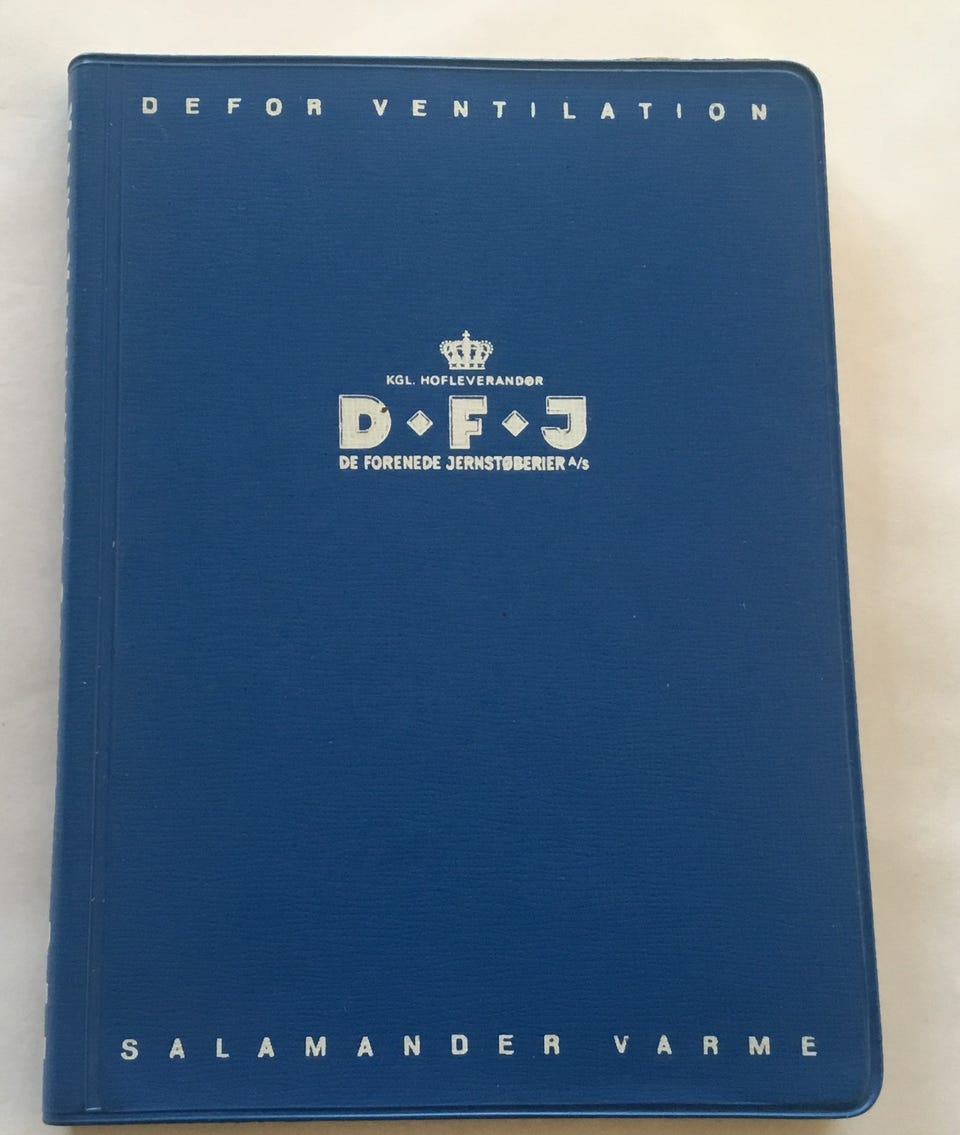 DEFOR VENTILATION
KGL. HOFLEVERANDØR
D◆F◆J
DE FORENEDE JERNSTØBERIER A/S
SALAMANDER VARME